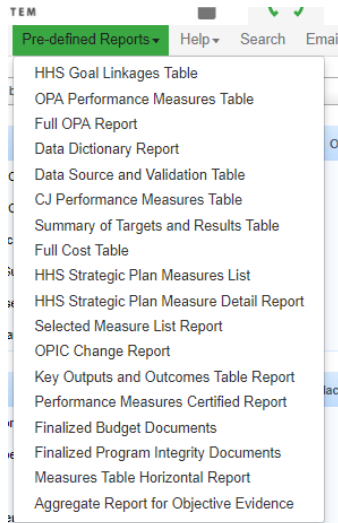 TEM
Pre-defined Reports Help Search Emai
HHS Goal Linkages Table
OPA Performance Measures Table
Full OPA Report
Data Dictionary Report
Data Source and Validation Table
CJ Performance Measures Table
Summary of Targets and Results Table
Full Cost Table
HHS Strategic Plan Measures List
HHS Strategic Plan Measure Detail Report
Selected Measure List Report
OPIC Change Report
Key Outputs and Outcomes Table Report
Performance Measures Certified Report
Finalized Budget Documents
Finalized Program Integrity Documents
Measures Table Horizontal Report
Aggregate Report for Objective Evidence